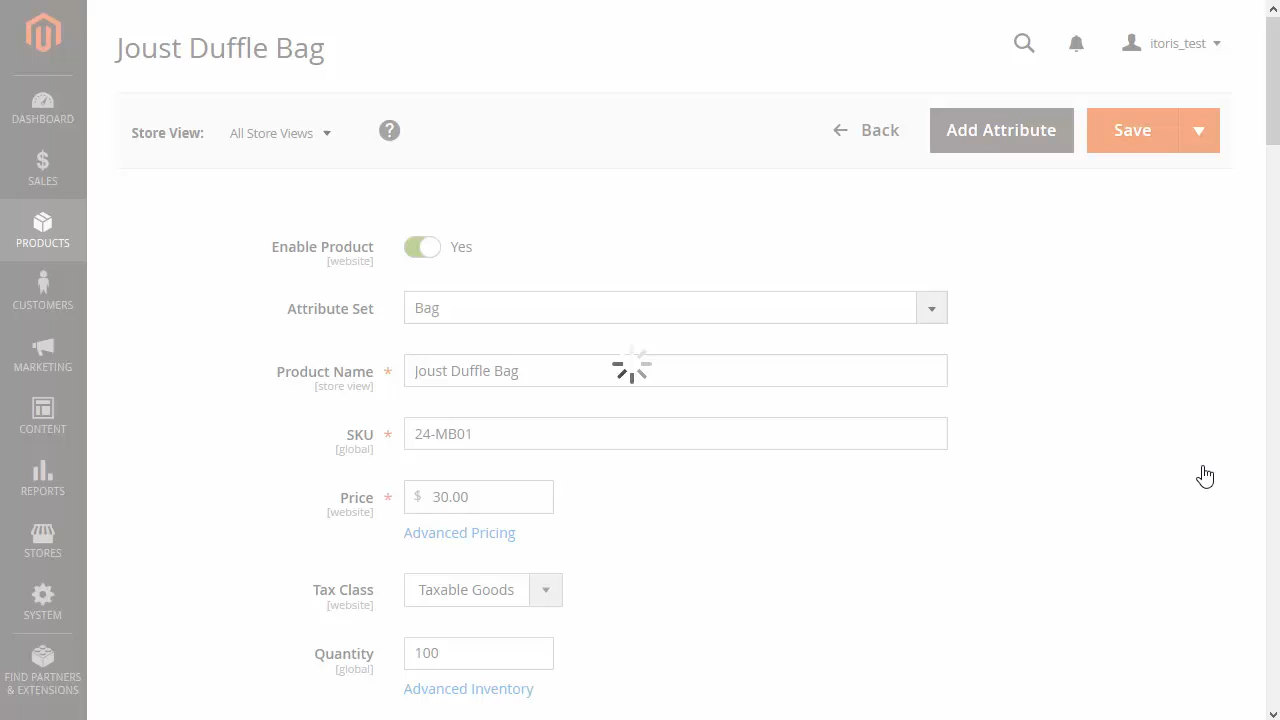 Joust Duffle Bag
itoris_test
Store View: All Store Views ?
Back
Add Attribute
Save
DASHBOARD
SALES
PRODUCTS
CUSTOMERS
MARKETING
CONTENT
REPORTS
STORES
SYSTEM
FIND PARTNERS
& EXTENSIONS
Enable Product
[website]
Yes
Attribute Set
Bag
Product Name *
[store view]
Joust Duffle Bag
SKU *
[global]
24-MB01
Price *
[website]
$ 30.00
Advanced Pricing
Tax Class
[website]
Taxable Goods
Quantity
[global]
100
Advanced Inventory